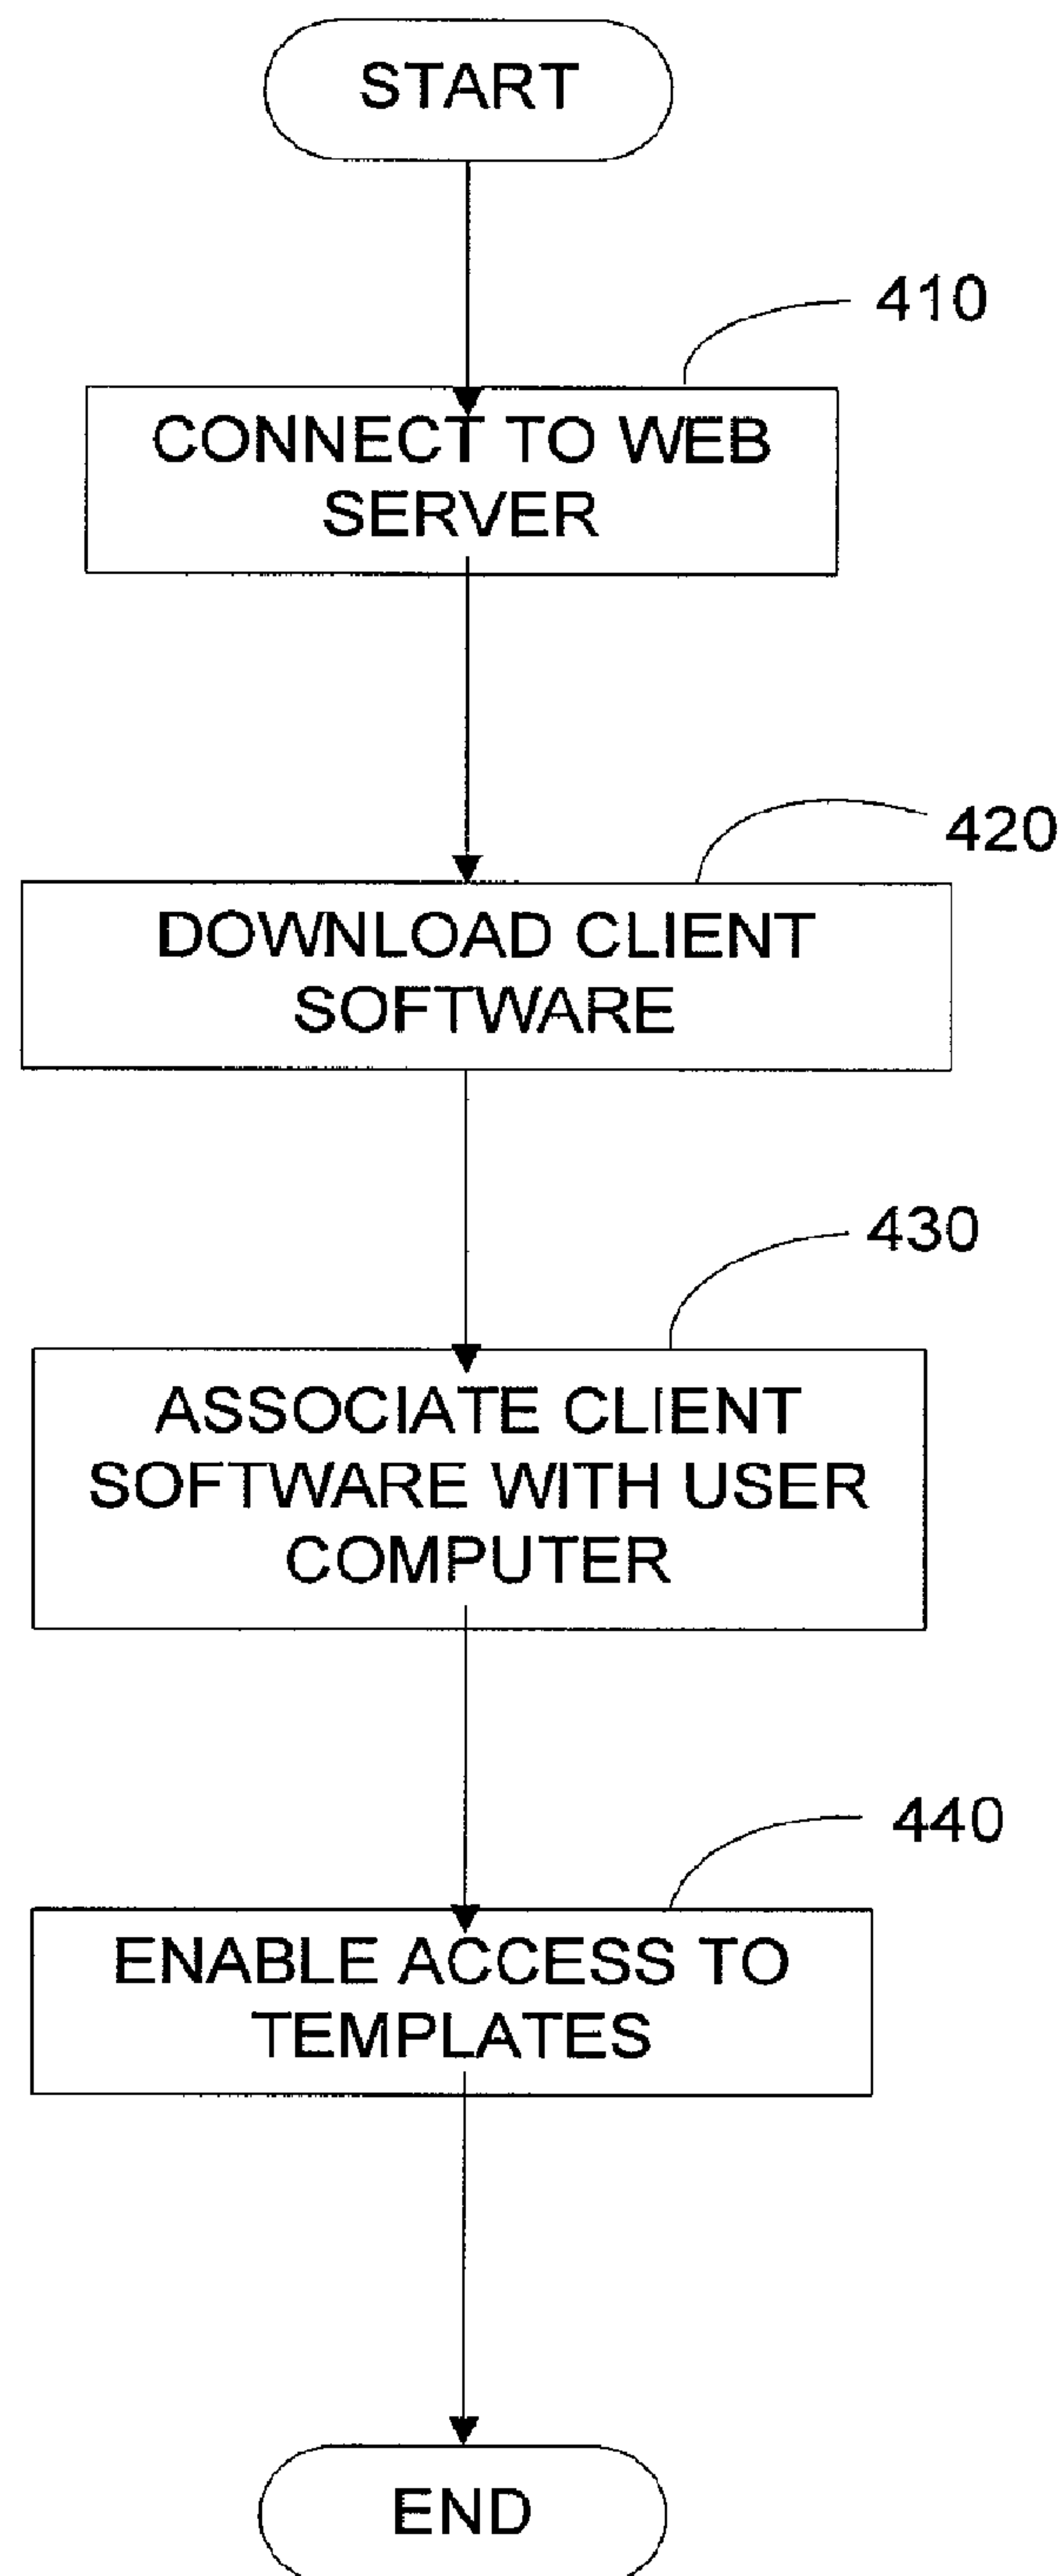 START
410
CONNECT TO WEB
SERVER
420
DOWNLOAD CLIENT
SOFTWARE
430
ASSOCIATE CLIENT
SOFTWARE WITH USER
COMPUTER
440
ENABLE ACCESS TO
TEMPLATES
END